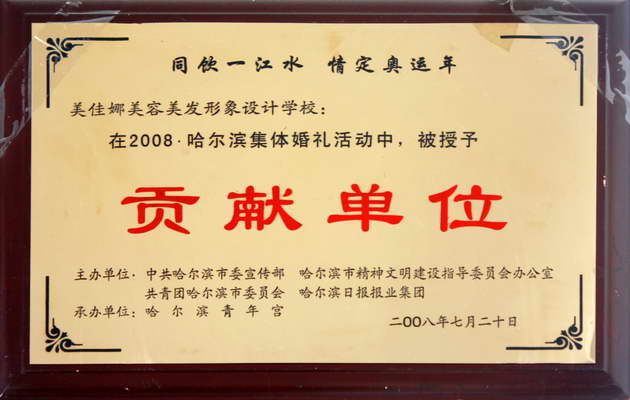 同饮一江水 情定奥运年
美佳娜美容美发形象设计学校：
在2008·哈尔滨集体婚礼活动中，被授予
贡献单位
主办单位：中共哈尔滨市委宣传部 哈尔滨市精神文明建设指导委员会办公室
共青团哈尔滨市委员会 哈尔滨日报报业集团
承办单位：哈尔滨青年宫
二〇〇八年七月二十日